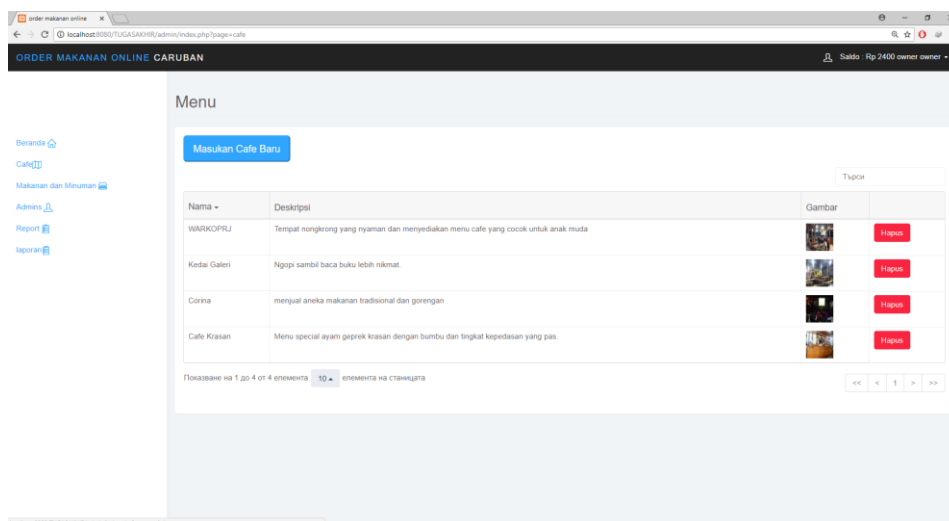 order makanan online
localhost:8080/TUGASAKHIR/admin/index.php?page=cafe
ORDER MAKANAN ONLINE CARUBAN
Saldo : Rp 2400 owner owner
Menu
Beranda
Cafe
Makanan dan Minuman
Admins
Report
laporan
Masukan Cafe Baru
Търси
Nama Deskripsi Gambar
WARKOPRJ Tempat nongkrong yang nyaman dan menyediakan menu cafe yang cocok untuk anak muda Hapus
Kedai Galeri Ngopi sambil baca buku lebih nikmat. Hapus
Corina menjual aneka makanan tradisional dan gorengan . Hapus
Cafe Krasan Menu special ayam geprek krasan dengan bumbu dan tingkat kepedasan yang pas. Hapus
Показване на 1 до 4 от 4 елемента 10 елемента на станицата
<< < 1 > >>